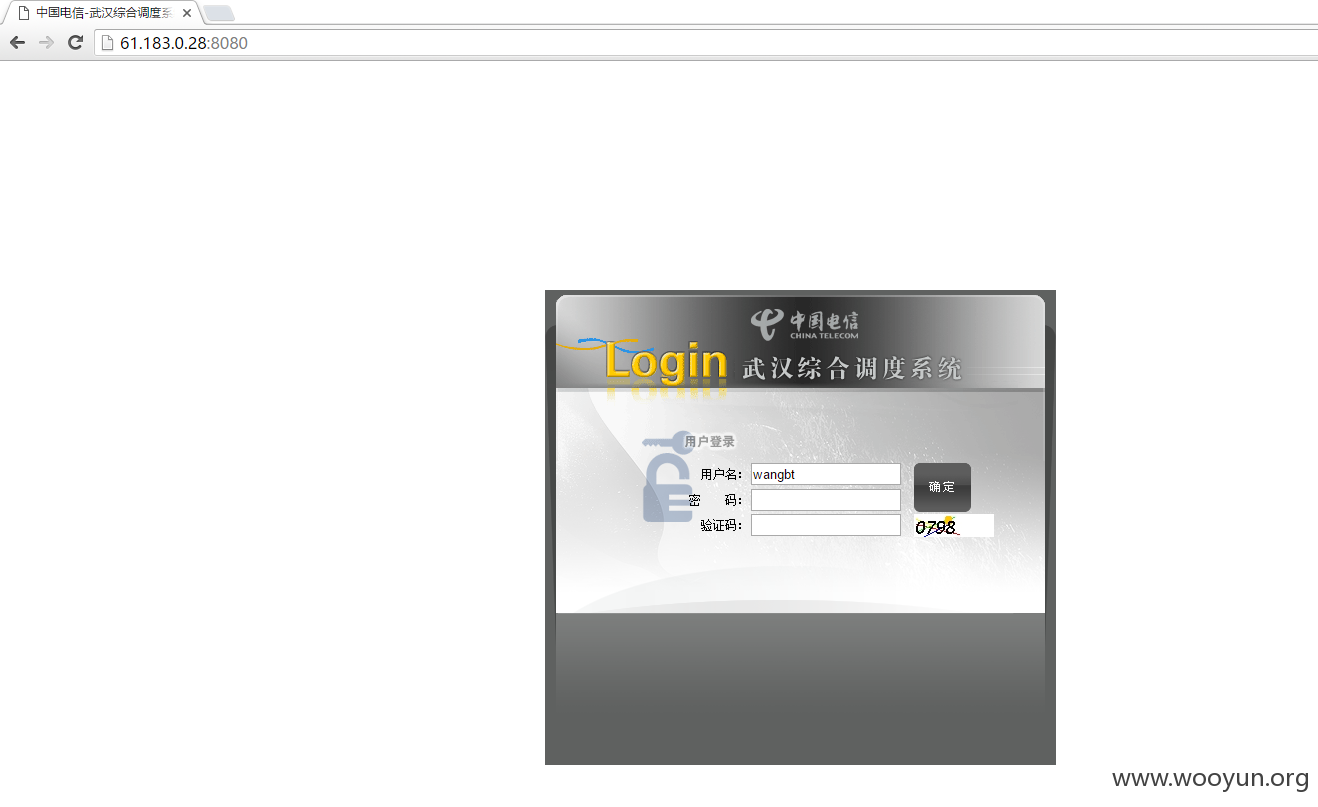 中国电信-武汉综合调度系
61.183.0.28:8080
中国电信
CHINA TELECOM
Login 武汉综合调度系统
用户登录
用户名: wangbt
确定
密 码:
验证码:
0798
www.wooyun.org